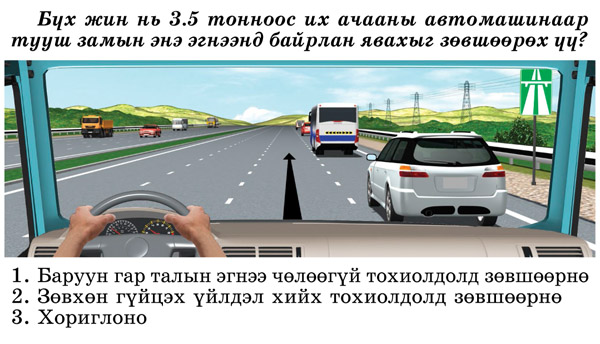 Бүх жин нь 3.5 тонноос их ачааны автомашинаар
тууш замын энэ эгнээнд байрлан явахыг зөвшөөрөх үү?
1. Баруун гар талын эгнээ чөлөөгүй тохиолдолд зөвшөөрнө
2. Зөвхөн гүйцэх үйлдэл хийх тохиолдолд зөвшөөрнө
3. Хориглоно